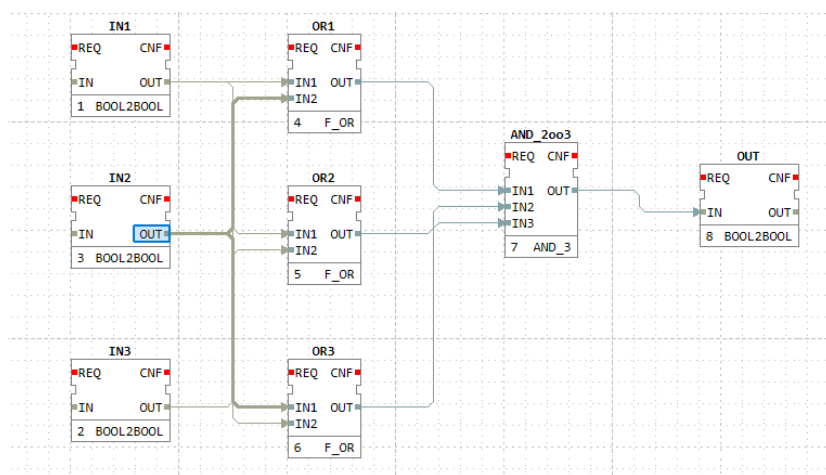 IN1
REQ CNF
IN OUT
1 BOOL2BOOL
OR1
REQ CNF
IN1 OUT
IN2
4 F_OR
IN2
REQ CNF
IN OUT
3 BOOL2BOOL
OR2
REQ CNF
IN1 OUT
IN2
5 F_OR
IN3
REQ CNF
IN OUT
2 BOOL2BOOL
OR3
REQ CNF
IN1 OUT
IN2
6 F_OR
AND_2oo3
REQ CNF
IN1 OUT
IN2
IN3
7 AND_3
OUT
REQ CNF
IN OUT
8 BOOL2BOOL